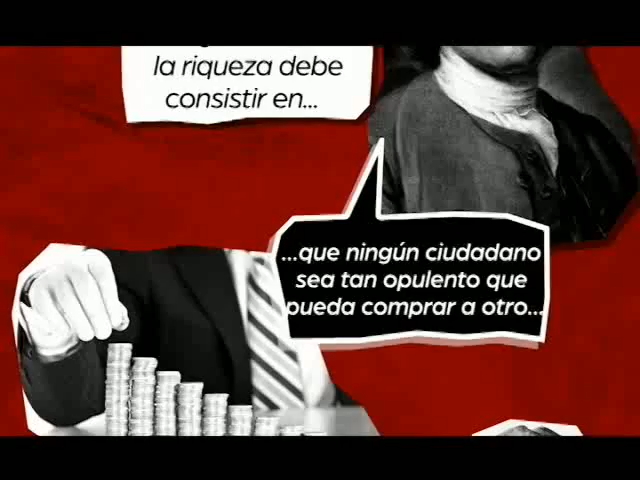 la riqueza debe
consistir en...
...que ningún ciudadano
sea tan opulento que
pueda comprar a otro...